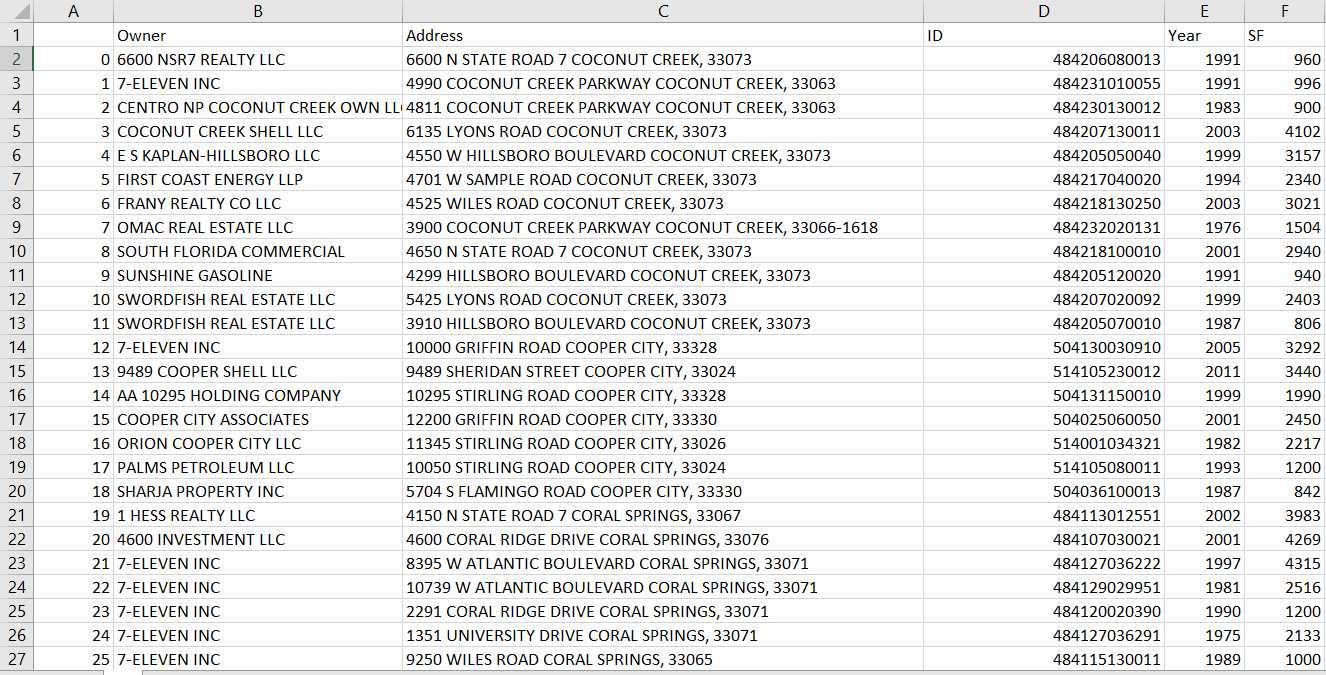 A B C D E F
1 Owner Address ID Year SF
2 0 6600 NSR7 REALTY LLC 6600 N STATE ROAD 7 COCONUT CREEK, 33073 484206080013 1991 960
3 1 7-ELEVEN INC 4990 COCONUT CREEK PARKWAY COCONUT CREEK, 33063 484231010055 1991 996
4 2 CENTRO NP COCONUT CREEK OWN LL 4811 COCONUT CREEK PARKWAY COCONUT CREEK, 33063 484230130012 1983 900
5 3 COCONUT CREEK SHELL LLC 6135 LYONS ROAD COCONUT CREEK, 33073 484207130011 2003 4102
6 4 E S KAPLAN-HILLSBORO LLC 4550 W HILLSBORO BOULEVARD COCONUT CREEK, 33073 484205050040 1999 3157
7 5 FIRST COAST ENERGY LLP 4701 W SAMPLE ROAD COCONUT CREEK, 33073 484217040020 1994 2340
8 6 FRANY REALTY CO LLC 4525 WILES ROAD COCONUT CREEK, 33073 484218130250 2003 3021
9 7 OMAC REAL ESTATE LLC 3900 COCONUT CREEK PARKWAY COCONUT CREEK, 33066-1618 484232020131 1976 1504
10 8 SOUTH FLORIDA COMMERCIAL 4650 N STATE ROAD 7 COCONUT CREEK, 33073 484218100010 2001 2940
11 9 SUNSHINE GASOLINE 4299 HILLSBORO BOULEVARD COCONUT CREEK, 33073 484205120020 1991 940
12 10 SWORDFISH REAL ESTATE LLC 5425 LYONS ROAD COCONUT CREEK, 33073 484207020092 1999 2403
13 11 SWORDFISH REAL ESTATE LLC 3910 HILLSBORO BOULEVARD COCONUT CREEK, 33073 484205070010 1987 806
14 12 7-ELEVEN INC 10000 GRIFFIN ROAD COOPER CITY, 33328 504130030910 2005 3292
15 13 9489 COOPER SHELL LLC 9489 SHERIDAN STREET COOPER CITY, 33024 514105230012 2011 3440
16 14 AA 10295 HOLDING COMPANY 10295 STIRLING ROAD COOPER CITY, 33328 504131150010 1999 1990
17 15 COOPER CITY ASSOCIATES 12200 GRIFFIN ROAD COOPER CITY, 33330 504025060050 2001 2450
18 16 ORION COOPER CITY LLC 11345 STIRLING ROAD COOPER CITY, 33026 514001034321 1982 2217
19 17 PALMS PETROLEUM LLC 10050 STIRLING ROAD COOPER CITY, 33024 514105080011 1993 1200
20 18 SHARJA PROPERTY INC 5704 S FLAMINGO ROAD COOPER CITY, 33330 504036100013 1987 842
21 19 1 HESS REALTY LLC 4150 N STATE ROAD 7 CORAL SPRINGS, 33067 484113012551 2002 3983
22 20 4600 INVESTMENT LLC 4600 CORAL RIDGE DRIVE CORAL SPRINGS, 33076 484107030021 2001 4269
23 21 7-ELEVEN INC 8395 W ATLANTIC BOULEVARD CORAL SPRINGS, 33071 484127036222 1997 4315
24 22 7-ELEVEN INC 10739 W ATLANTIC BOULEVARD CORAL SPRINGS, 33071 484129029951 1981 2516
25 23 7-ELEVEN INC 2291 CORAL RIDGE DRIVE CORAL SPRINGS, 33071 484120020390 1990 1200
26 24 7-ELEVEN INC 1351 UNIVERSITY DRIVE CORAL SPRINGS, 33071 484127036291 1975 2133
27 25 7-ELEVEN INC 9250 WILES ROAD CORAL SPRINGS, 33065 484115130011 1989 1000